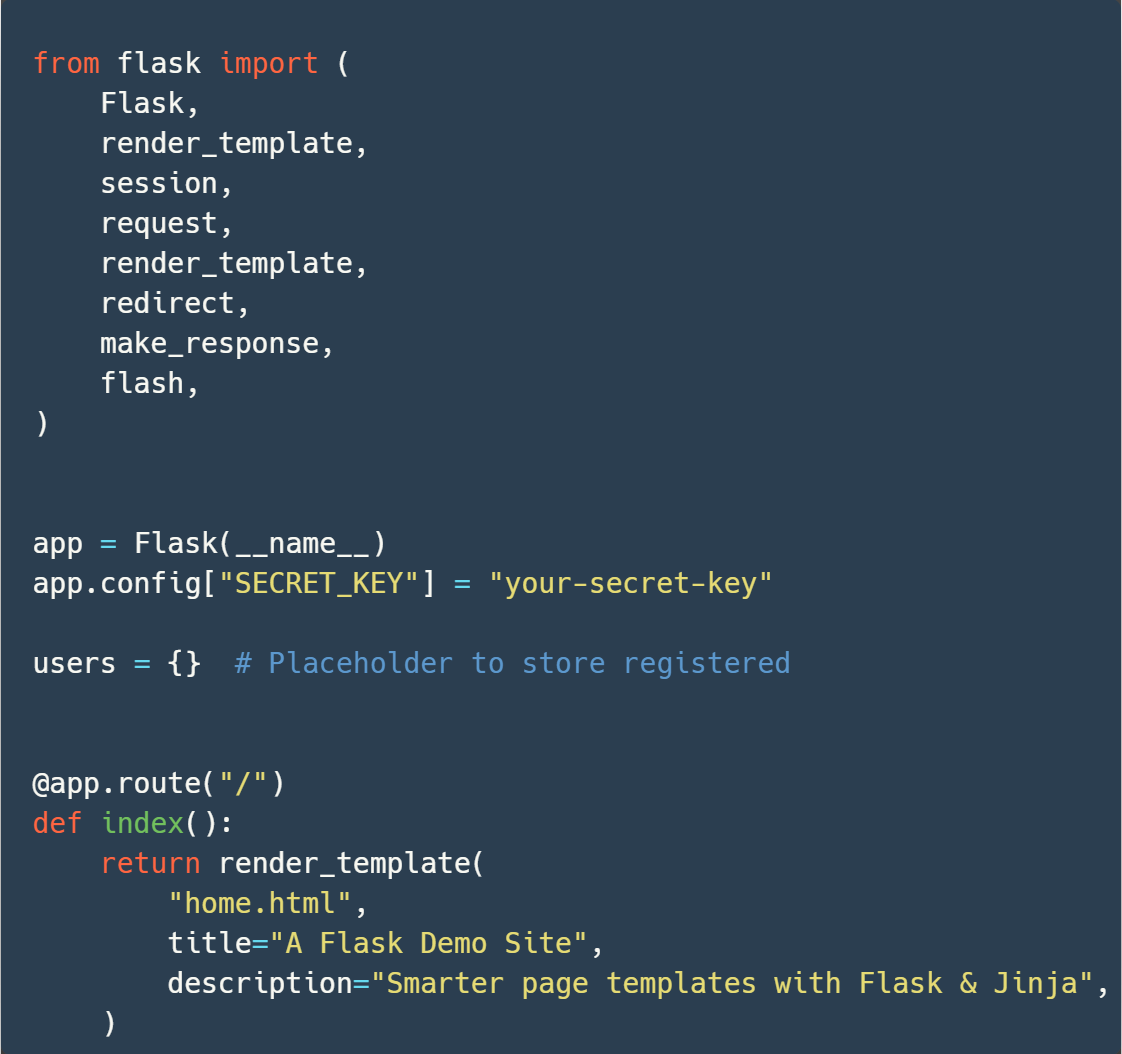 from flask import (
    Flask,
    render_template,
    session,
    request,
    render_template,
    redirect,
    make_response,
    flash,
)


app = Flask(__name__)
app.config["SECRET_KEY"] = "your-secret-key"

users = {}  # Placeholder to store registered


@app.route("/")
def index():
    return render_template(
        "home.html",
        title="A Flask Demo Site",
        description="Smarter page templates with Flask & Jinja",
    )